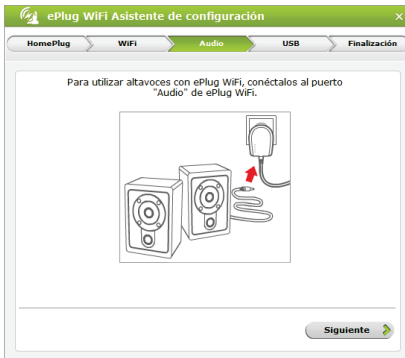 ePlug WiFi Asistente de configuración
HomePlug WiFi Audio USB Finalización
Para utilizar altavoces con ePlug WiFi, conéctalos al puerto
"Audio" de ePlug WiFi.
Siguiente